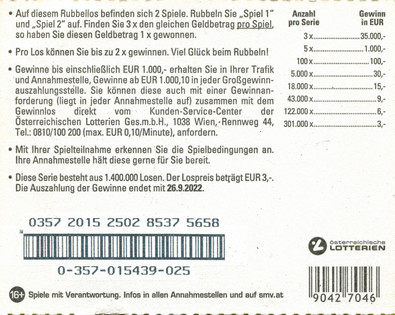 • Auf diesem Rubbellos befinden sich 2 Spiele. Rubbeln Sie „Spiel 1"
und „Spiel 2" auf. Finden Sie 3 x den gleichen Geldbetrag pro Spiel,
so haben Sie diesen Geldbetrag 1 x gewonnen.
• Pro Los können Sie bis zu 2 x gewinnen. Viel Glück beim Rubbeln!
• Gewinne bis einschließlich EUR 1.000,- erhalten Sie in Ihrer Trafik
und Annahmestelle, Gewinne ab EUR 1.000,10 in jeder Großgewinn-
auszahlungsstelle. Sie können diese auch mit einer Gewinnan-
forderung (liegt in jeder Annahmestelle auf) zusammen mit dem
Gewinnlos direkt vom Kunden-Service-Center der
Österreichischen Lotterien Ges.m.b.H., 1038 Wien, Rennweg 44,
Tel.: 0810/100 200 (max. EUR 0,10/Minute), anfordern.
• Mit Ihrer Spielteilnahme erkennen Sie die Spielbedingungen an.
Ihre Annahmestelle hält diese gerne für Sie bereit.
• Diese Serie besteht aus 1.400.000 Losen. Der Lospreis beträgt EUR 3,-.
Die Auszahlung der Gewinne endet mit 26.9.2022.
Anzahl Gewinn
pro Serie in EUR
3 x 35.000,-
5 x 1.000,-
100 x 100,-
5.000 x 30,-
18.000 x 15,-
43.000 x 9,-
122.000 x 6,-
301.000 x 3,-
0357 2015 2502 8537 5658
0-357-015439-025
österreichische
LOTTERIEN
16+ Spiele mit Verantwortung. Infos in allen Annahmestellen und auf smv.at
9042 7046